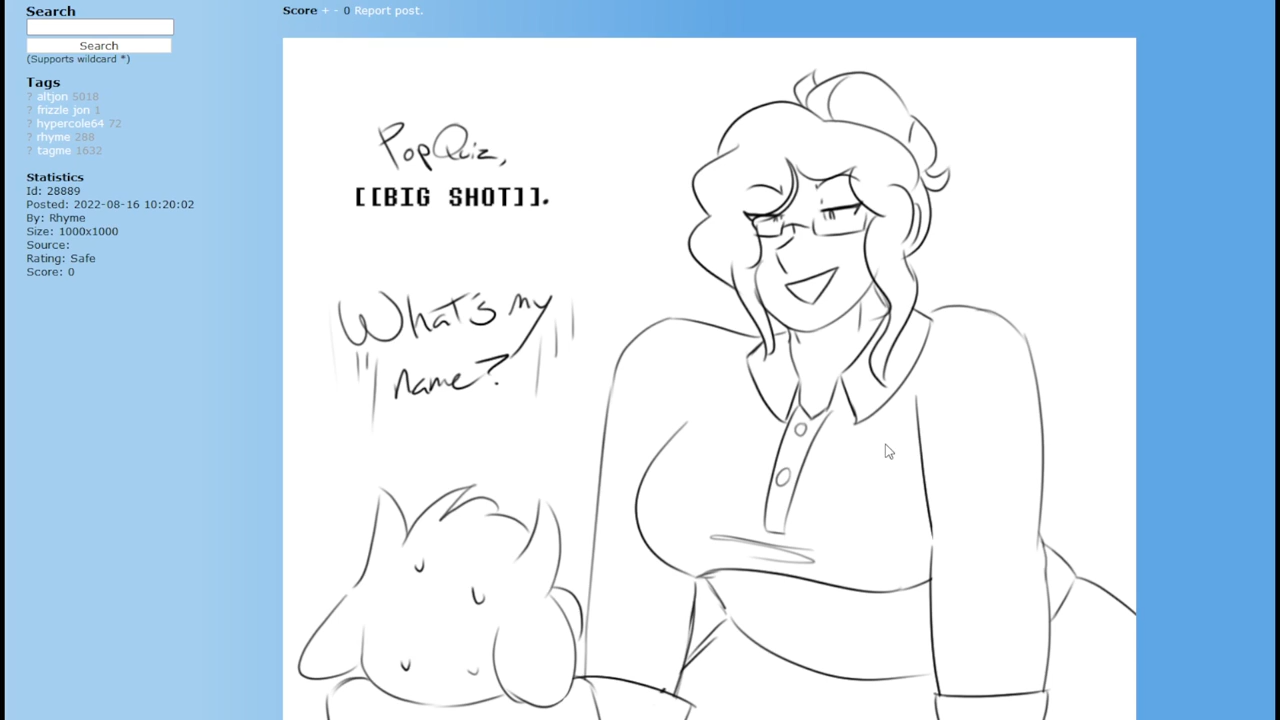 Search
Search
(Supports wildcard *)
Tags
? altjon 5018
? frizzle jon 1
? hypercole64 72
? rhyme 288
? tagme 1632
Statistics
Id: 28889
Posted: 2022-08-16 10:20:02
By: Rhyme
Size: 1000x1000
Source:
Rating: Safe
Score: 0
Score + - 0 Report post.
PopQuiz,
[[BIG SHOT]].
What's my
name?